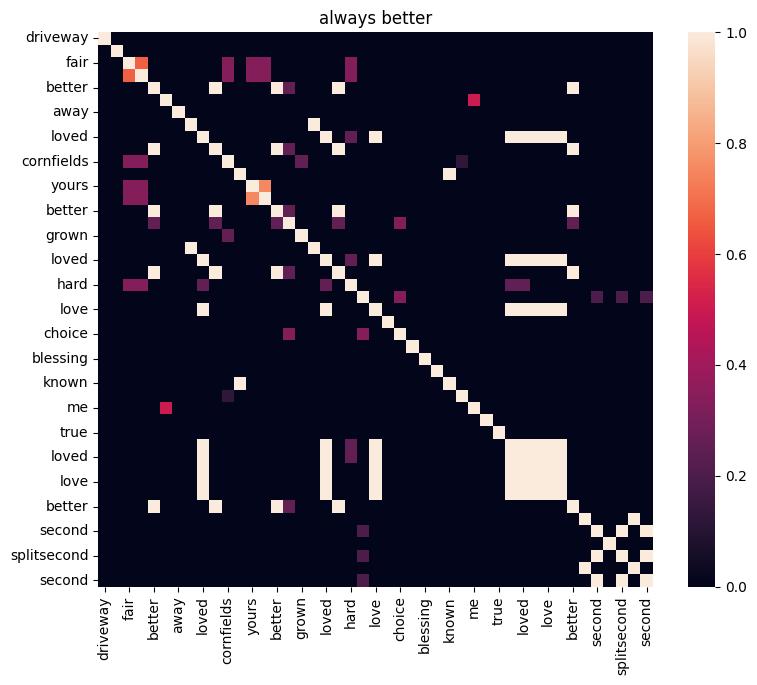 always better
driveway
fair
better
away
loved
cornfields
yours
better
grown
loved
hard
love
choice
blessing
known
me
true
loved
love
better
second
splitsecond
second
1.0
0.8
0.6
0.4
0.2
0.0
driveway fair better away loved cornfields yours better grown loved hard love choice blessing known me true loved love better second splitsecond second